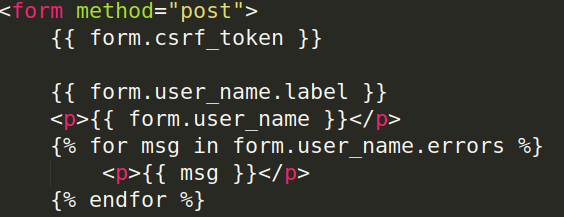 <form method="post">
    {{ form.csrf_token }}

    {{ form.user_name.label }}
    <p>{{ form.user_name }}</p>
    {% for msg in form.user_name.errors %}
        <p>{{ msg }}</p>
    {% endfor %}